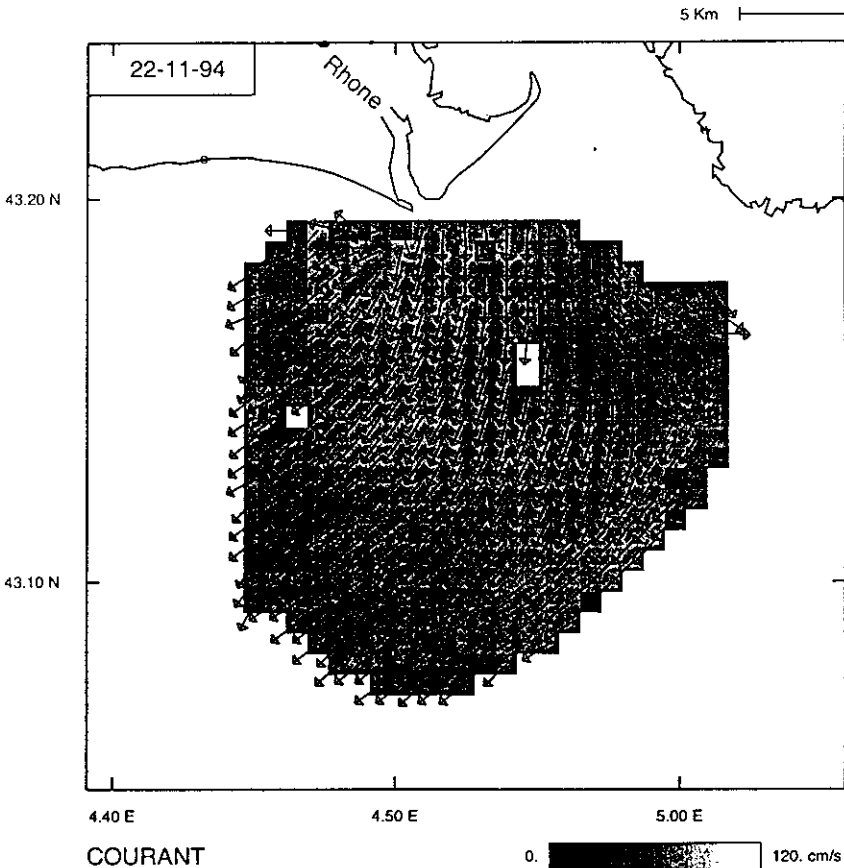 5 Km
22-11-94
Rhone
43.20 N
43.10 N
4.40 E 4.50 E 5.00 E
COURANT 0. 120. cm/s